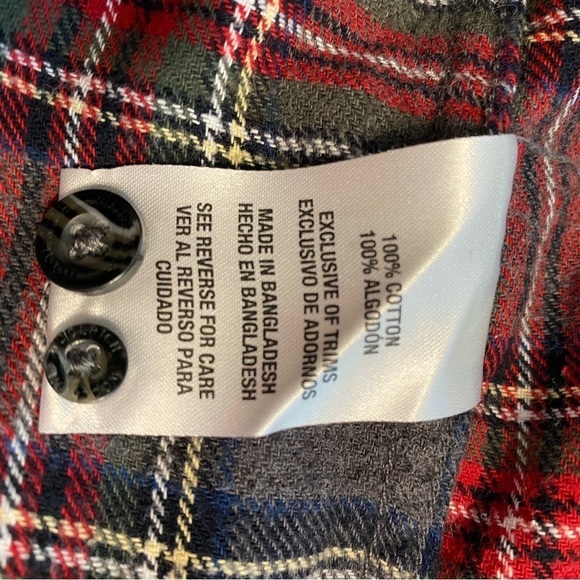 100% COTTON
100% ALGODÓN
EXCLUSIVE OF TRIMS
EXCLUSIVO DE ADORNOS
MADE IN BANGLADESH
HECHO EN BANGLADESH
SEE REVERSE FOR CARE
VER AL REVERSO PARA
CUIDADO